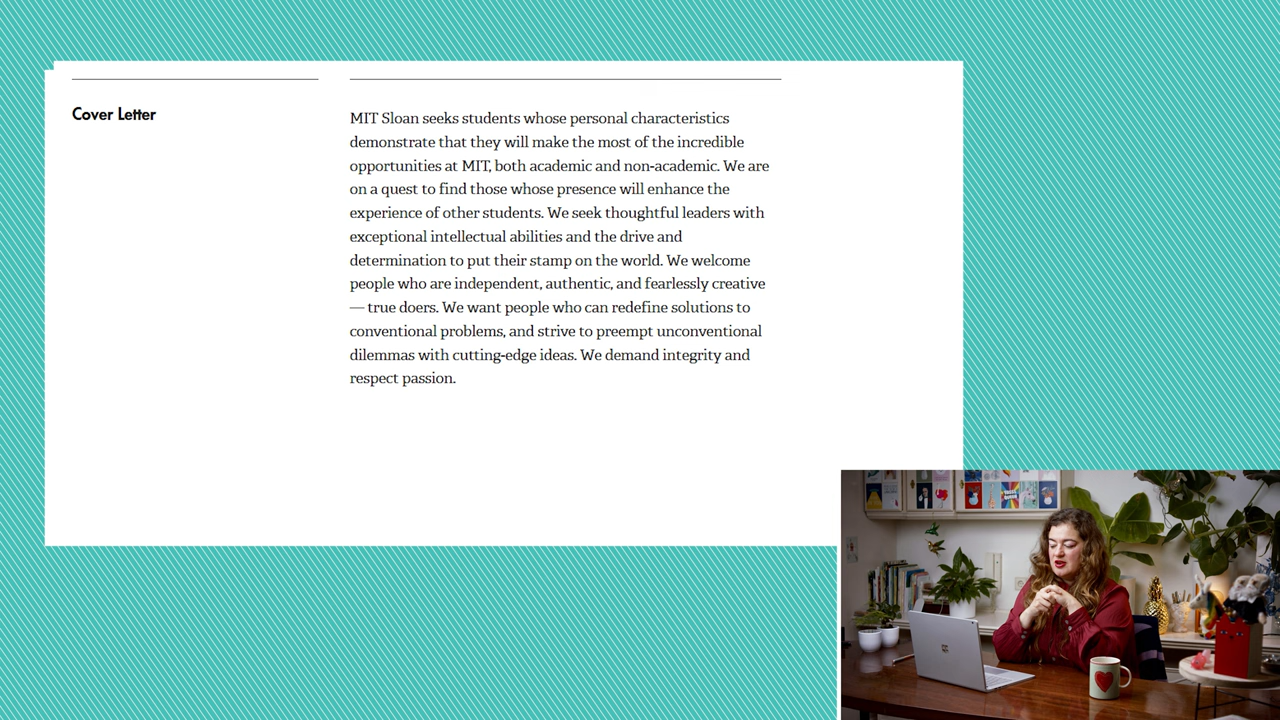 Cover Letter
MIT Sloan seeks students whose personal characteristics
demonstrate that they will make the most of the incredible
opportunities at MIT, both academic and non-academic. We are
on a quest to find those whose presence will enhance the
experience of other students. We seek thoughtful leaders with
exceptional intellectual abilities and the drive and
determination to put their stamp on the world. We welcome
people who are independent, authentic, and fearlessly creative
— true doers. We want people who can redefine solutions to
conventional problems, and strive to preempt unconventional
dilemmas with cutting-edge ideas. We demand integrity and
respect passion.